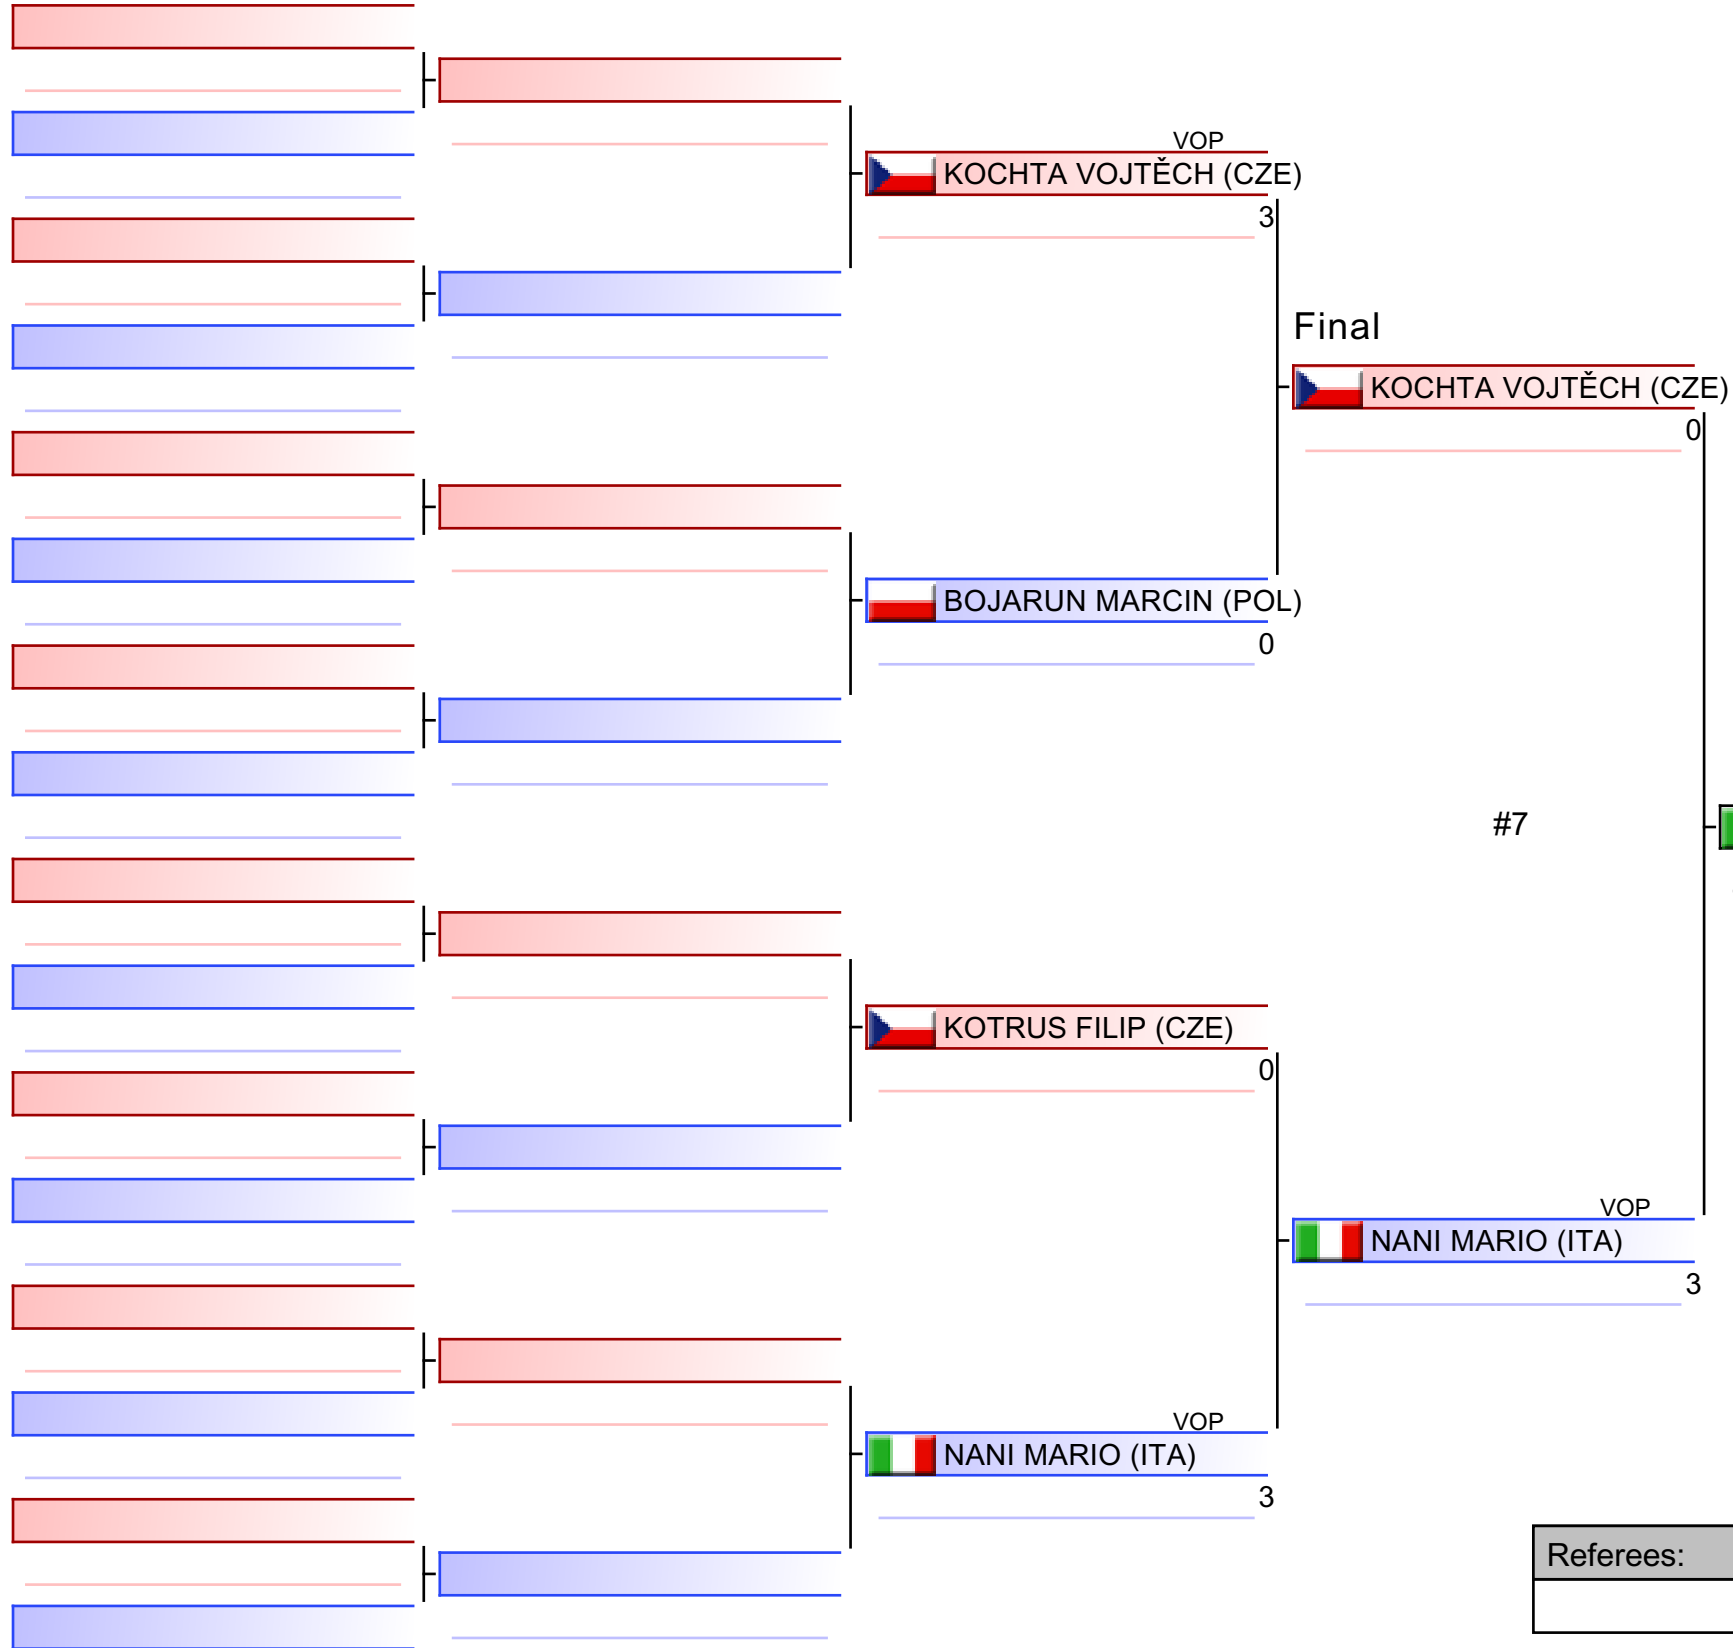 VOP
KOCHTA VOJTĚCH (CZE)
3
Final
KOCHTA VOJTĚCH (CZE)
0
BOJARUN MARCIN (POL)
0
#7
KOTRUS FILIP (CZE)
0
VOP
NANI MARIO (ITA)
3
VOP
NANI MARIO (ITA)
3
Referees: